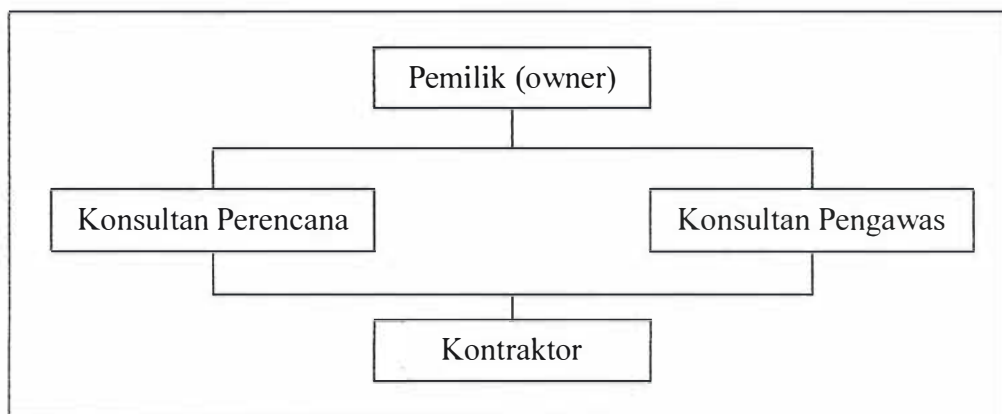 Pemilik (owner)
Konsultan Perencana
Konsultan Pengawas
Kontraktor